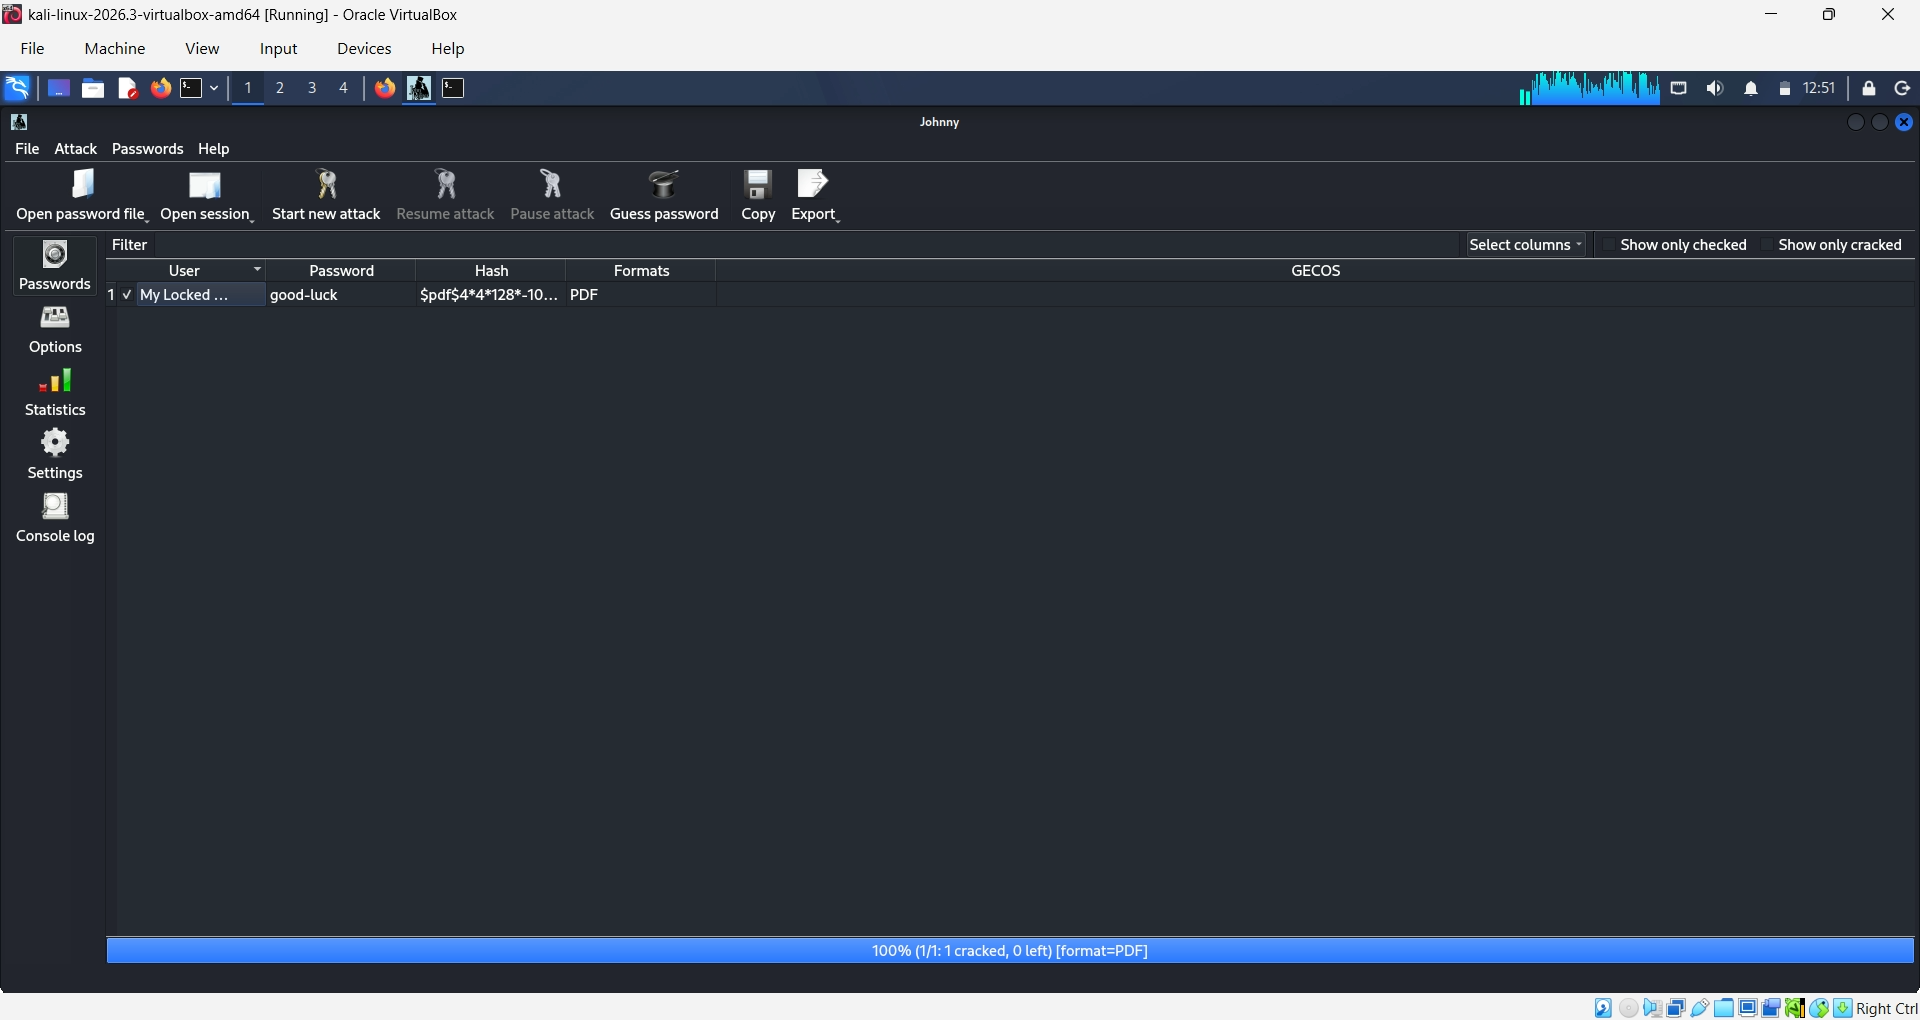 kali-linux-2026.3-virtualbox-amd64 [Running] - Oracle VirtualBox
File Machine View Input Devices Help
1 2 3 4 12:51
Johnny
File Attack Passwords Help
Open password file Open session Start new attack Resume attack Pause attack Guess password Copy Export
Passwords
Options
Statistics
Settings
Console log
Filter Select columns Show only checked Show only cracked
User Password Hash Formats GECOS
1 My Locked ... good-luck $pdf$4*4*128*-10... PDF
100% (1/1: 1 cracked, 0 left) [format=PDF]
Right Ctrl